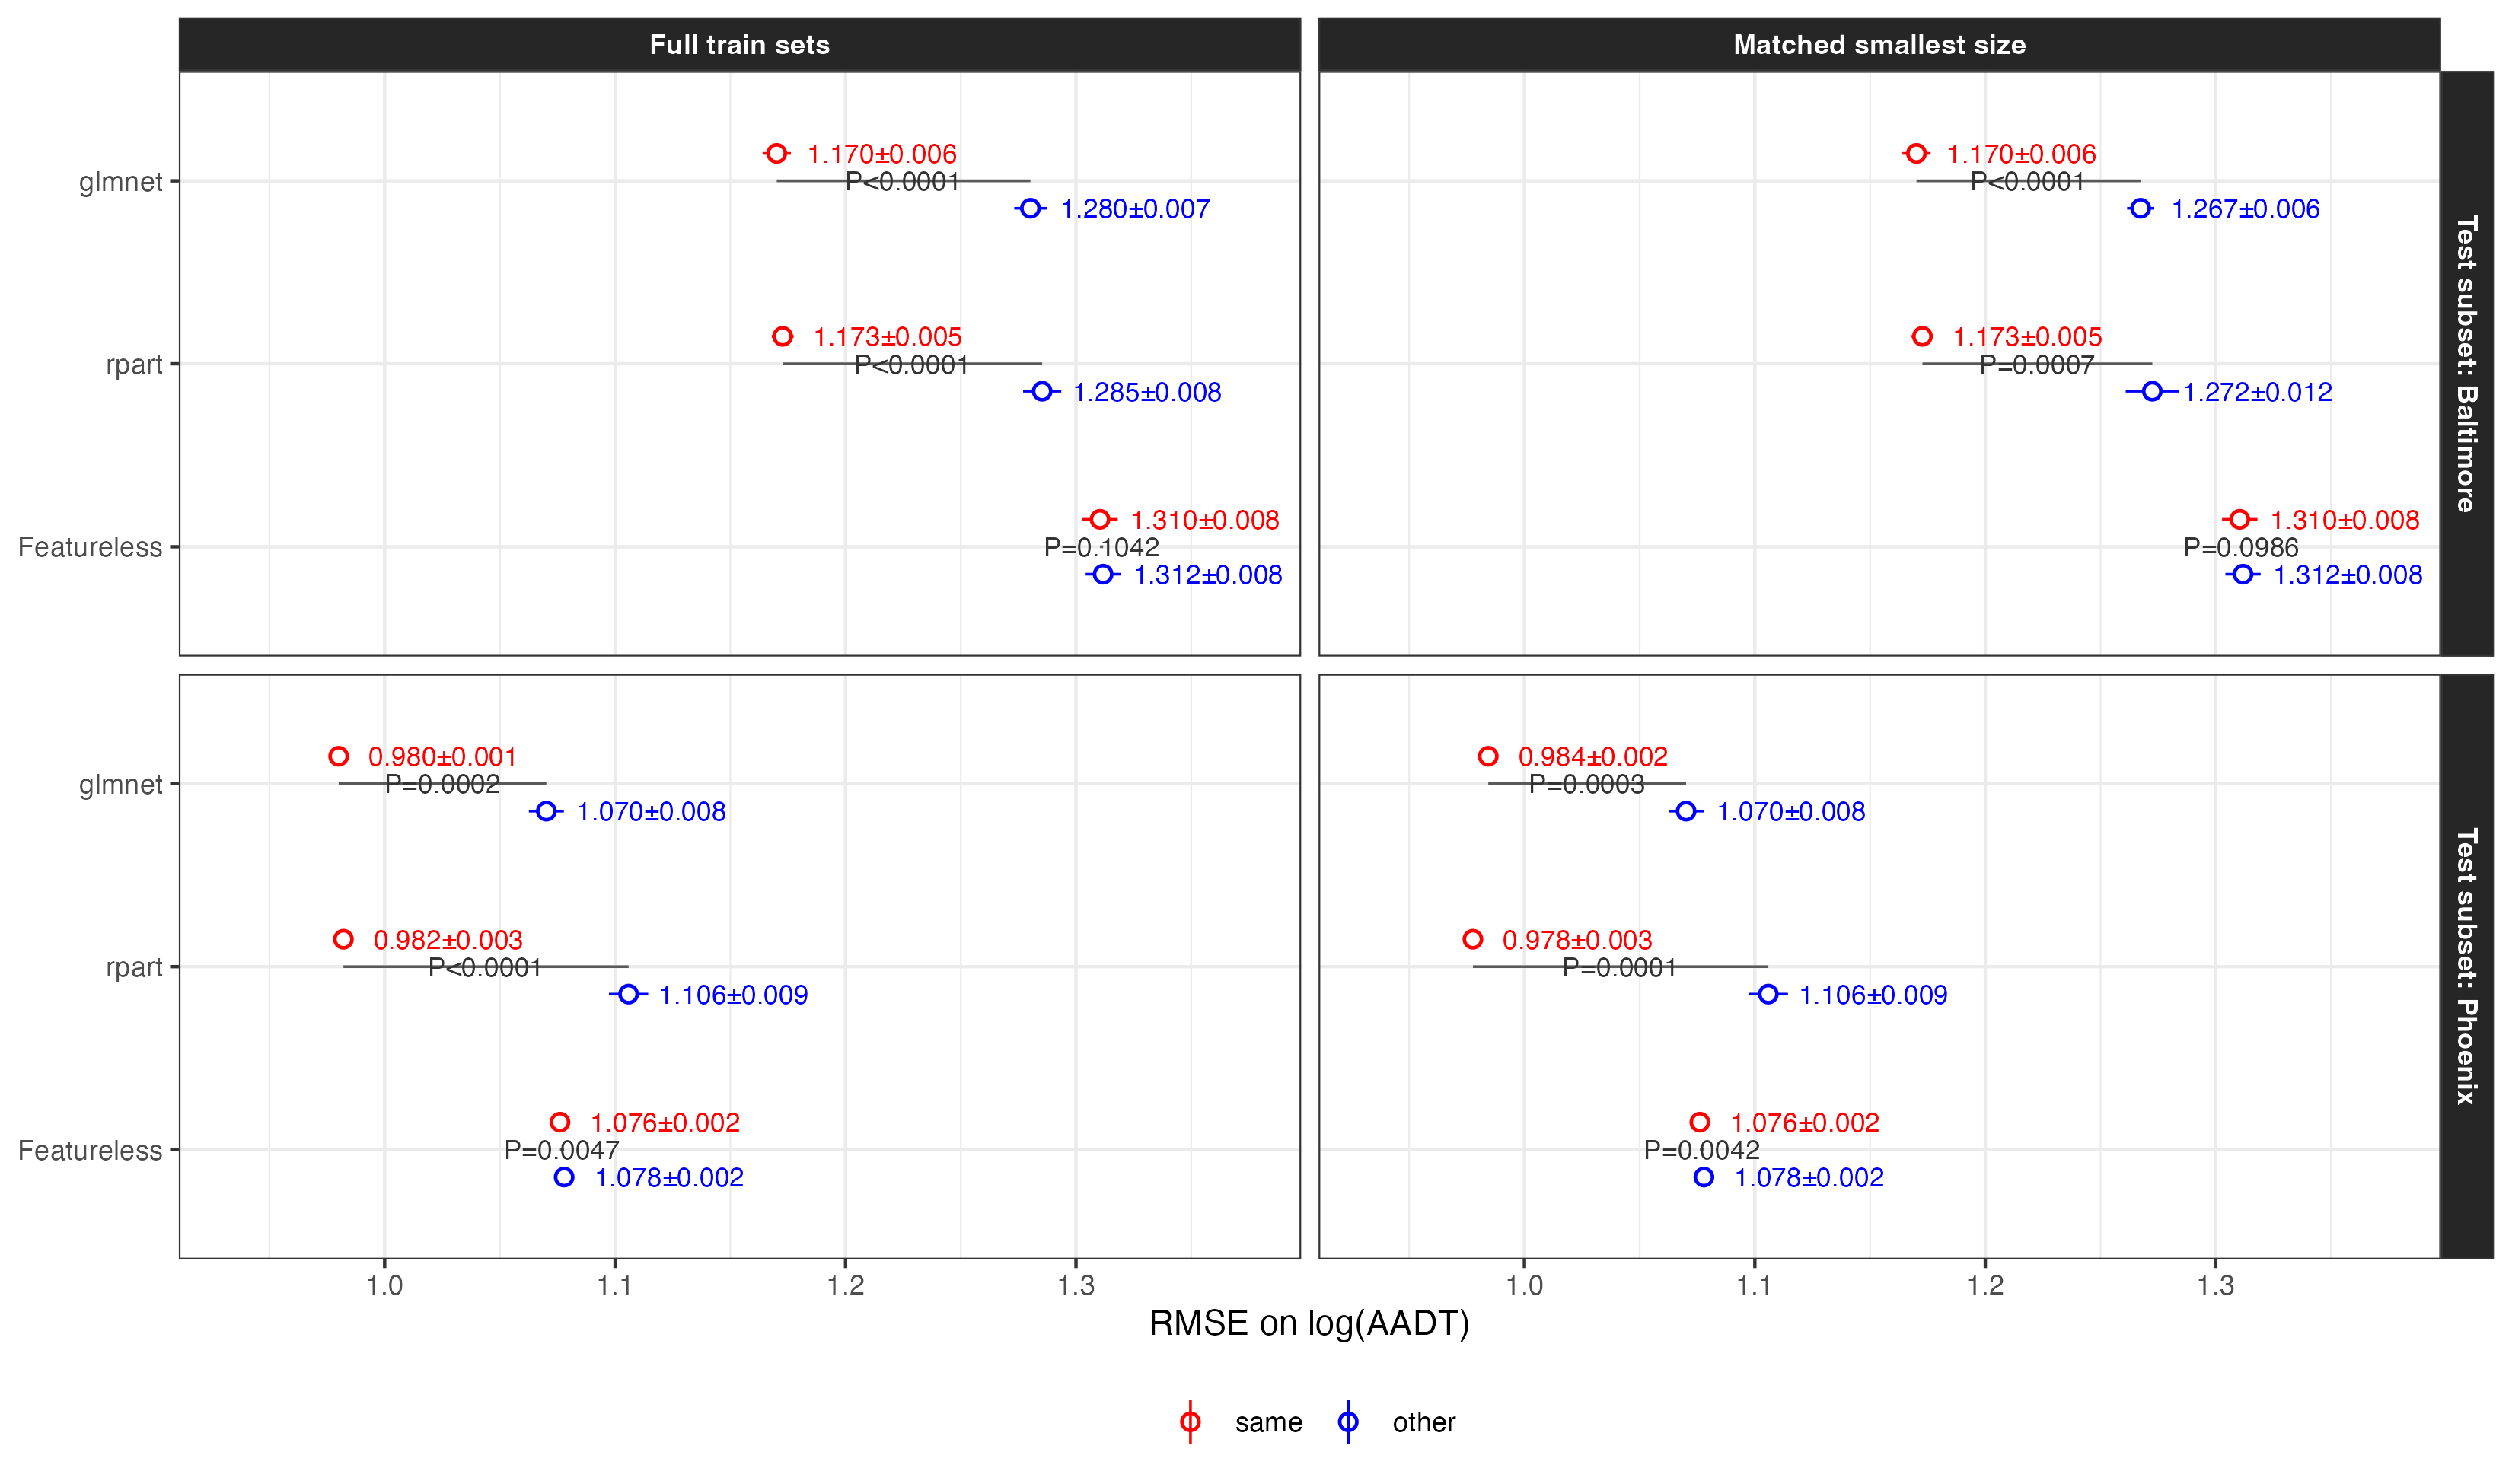 Full train sets
Matched smallest size
Test subset: Baltimore
glmnet
1.170±0.006
P<0.0001
1.280±0.007
1.170±0.006
P<0.0001
1.267±0.006
rpart
1.173±0.005
P<0.0001
1.285±0.008
1.173±0.005
P=0.0007
1.272±0.012
Featureless
1.310±0.008
P=0.1042
1.312±0.008
1.310±0.008
P=0.0986
1.312±0.008
Test subset: Phoenix
glmnet
0.980±0.001
P=0.0002
1.070±0.008
0.984±0.002
P=0.0003
1.070±0.008
rpart
0.982±0.003
P<0.0001
1.106±0.009
0.978±0.003
P=0.0001
1.106±0.009
Featureless
1.076±0.002
P=0.0047
1.078±0.002
1.076±0.002
P=0.0042
1.078±0.002
1.0 1.1 1.2 1.3
1.0 1.1 1.2 1.3
RMSE on log(AADT)
same other